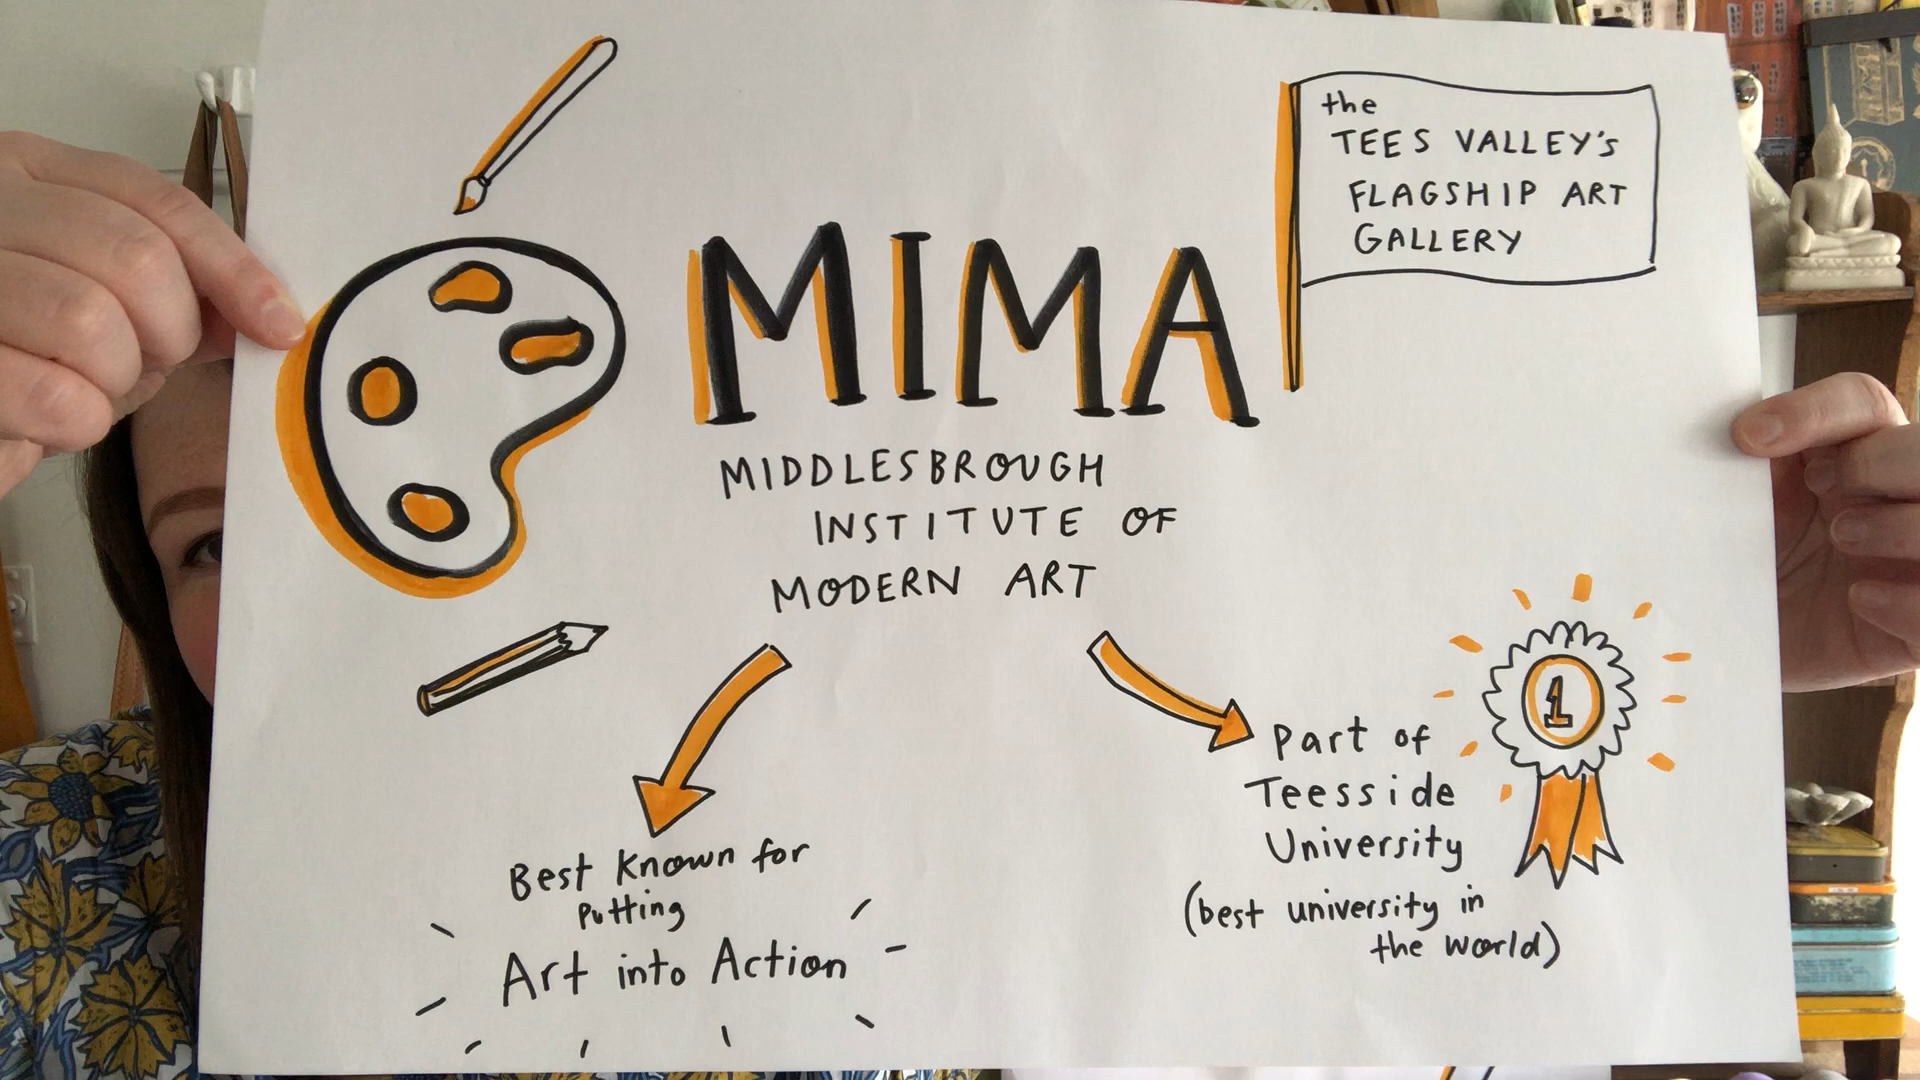 the
TEES VALLEY'S
FLAGSHIP ART
GALLERY
MIMA
MIDDLESBROUGH
INSTITUTE OF
MODERN ART
Best Known for
Putting
Art into Action
1
Part of
Teesside
University
(best university in
the world)